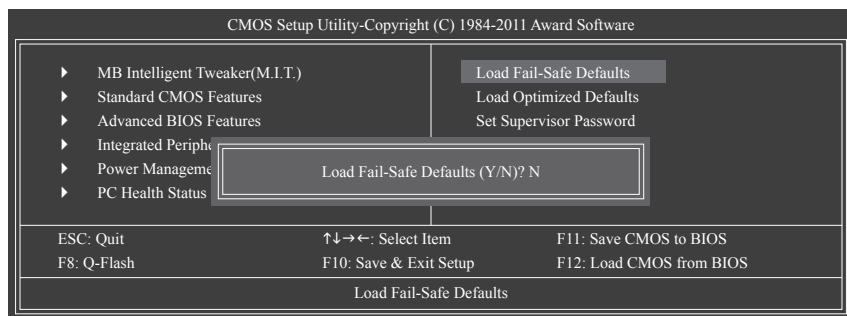 CMOS Setup Utility-Copyright (C) 1984-2011 Award Software
MB Intelligent Tweaker(M.I.T.)
Standard CMOS Features
Advanced BIOS Features
Integrated Periphe
Power Manageme
PC Health Status
Load Fail-Safe Defaults
Load Optimized Defaults
Set Supervisor Password
Load Fail-Safe Defaults (Y/N)? N
ESC: Quit
↑↓→←: Select Item
F11: Save CMOS to BIOS
F8: Q-Flash
F10: Save & Exit Setup
F12: Load CMOS from BIOS
Load Fail-Safe Defaults